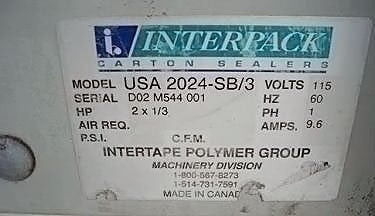 i. INTERPACK
CARTON SEALERS
MODEL USA 2024-SB/3 VOLTS 115
SERIAL D02 M544 001 HZ 60
HP 2 x 1/3 PH 1
AIR REQ. AMPS. 9.6
P.S.I. C.F.M.
INTERTAPE POLYMER GROUP
MACHINERY DIVISION
1-800-567-8273
1-514-731-7591
MADE IN CANADA